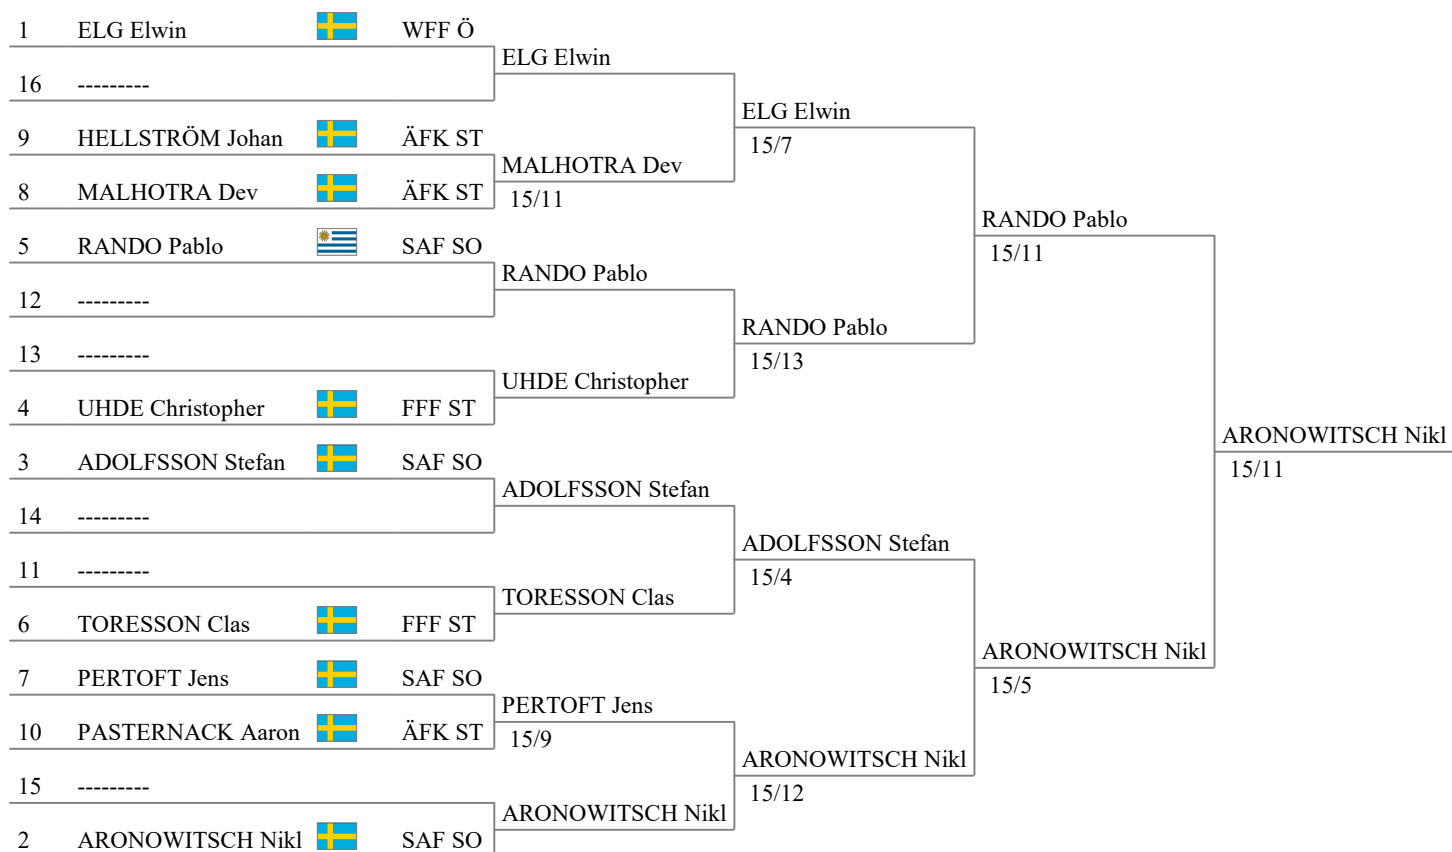 1 ELG Elwin WFF Ö
16 ---------
9 HELLSTRÖM Johan ÄFK ST
8 MALHOTRA Dev ÄFK ST
5 RANDO Pablo SAF SO
12 ---------
13 ---------
4 UHDE Christopher FFF ST
3 ADOLFSSON Stefan SAF SO
14 ---------
11 ---------
6 TORESSON Clas FFF ST
7 PERTOFT Jens SAF SO
10 PASTERNACK Aaron ÄFK ST
15 ---------
2 ARONOWITSCH Nikl SAF SO
ELG Elwin
MALHOTRA Dev
15/11
RANDO Pablo
UHDE Christopher
ADOLFSSON Stefan
TORESSON Clas
PERTOFT Jens
15/9
ARONOWITSCH Nikl
ELG Elwin
15/7
RANDO Pablo
15/13
ADOLFSSON Stefan
15/4
ARONOWITSCH Nikl
15/12
RANDO Pablo
15/11
ARONOWITSCH Nikl
15/5
ARONOWITSCH Nikl
15/11